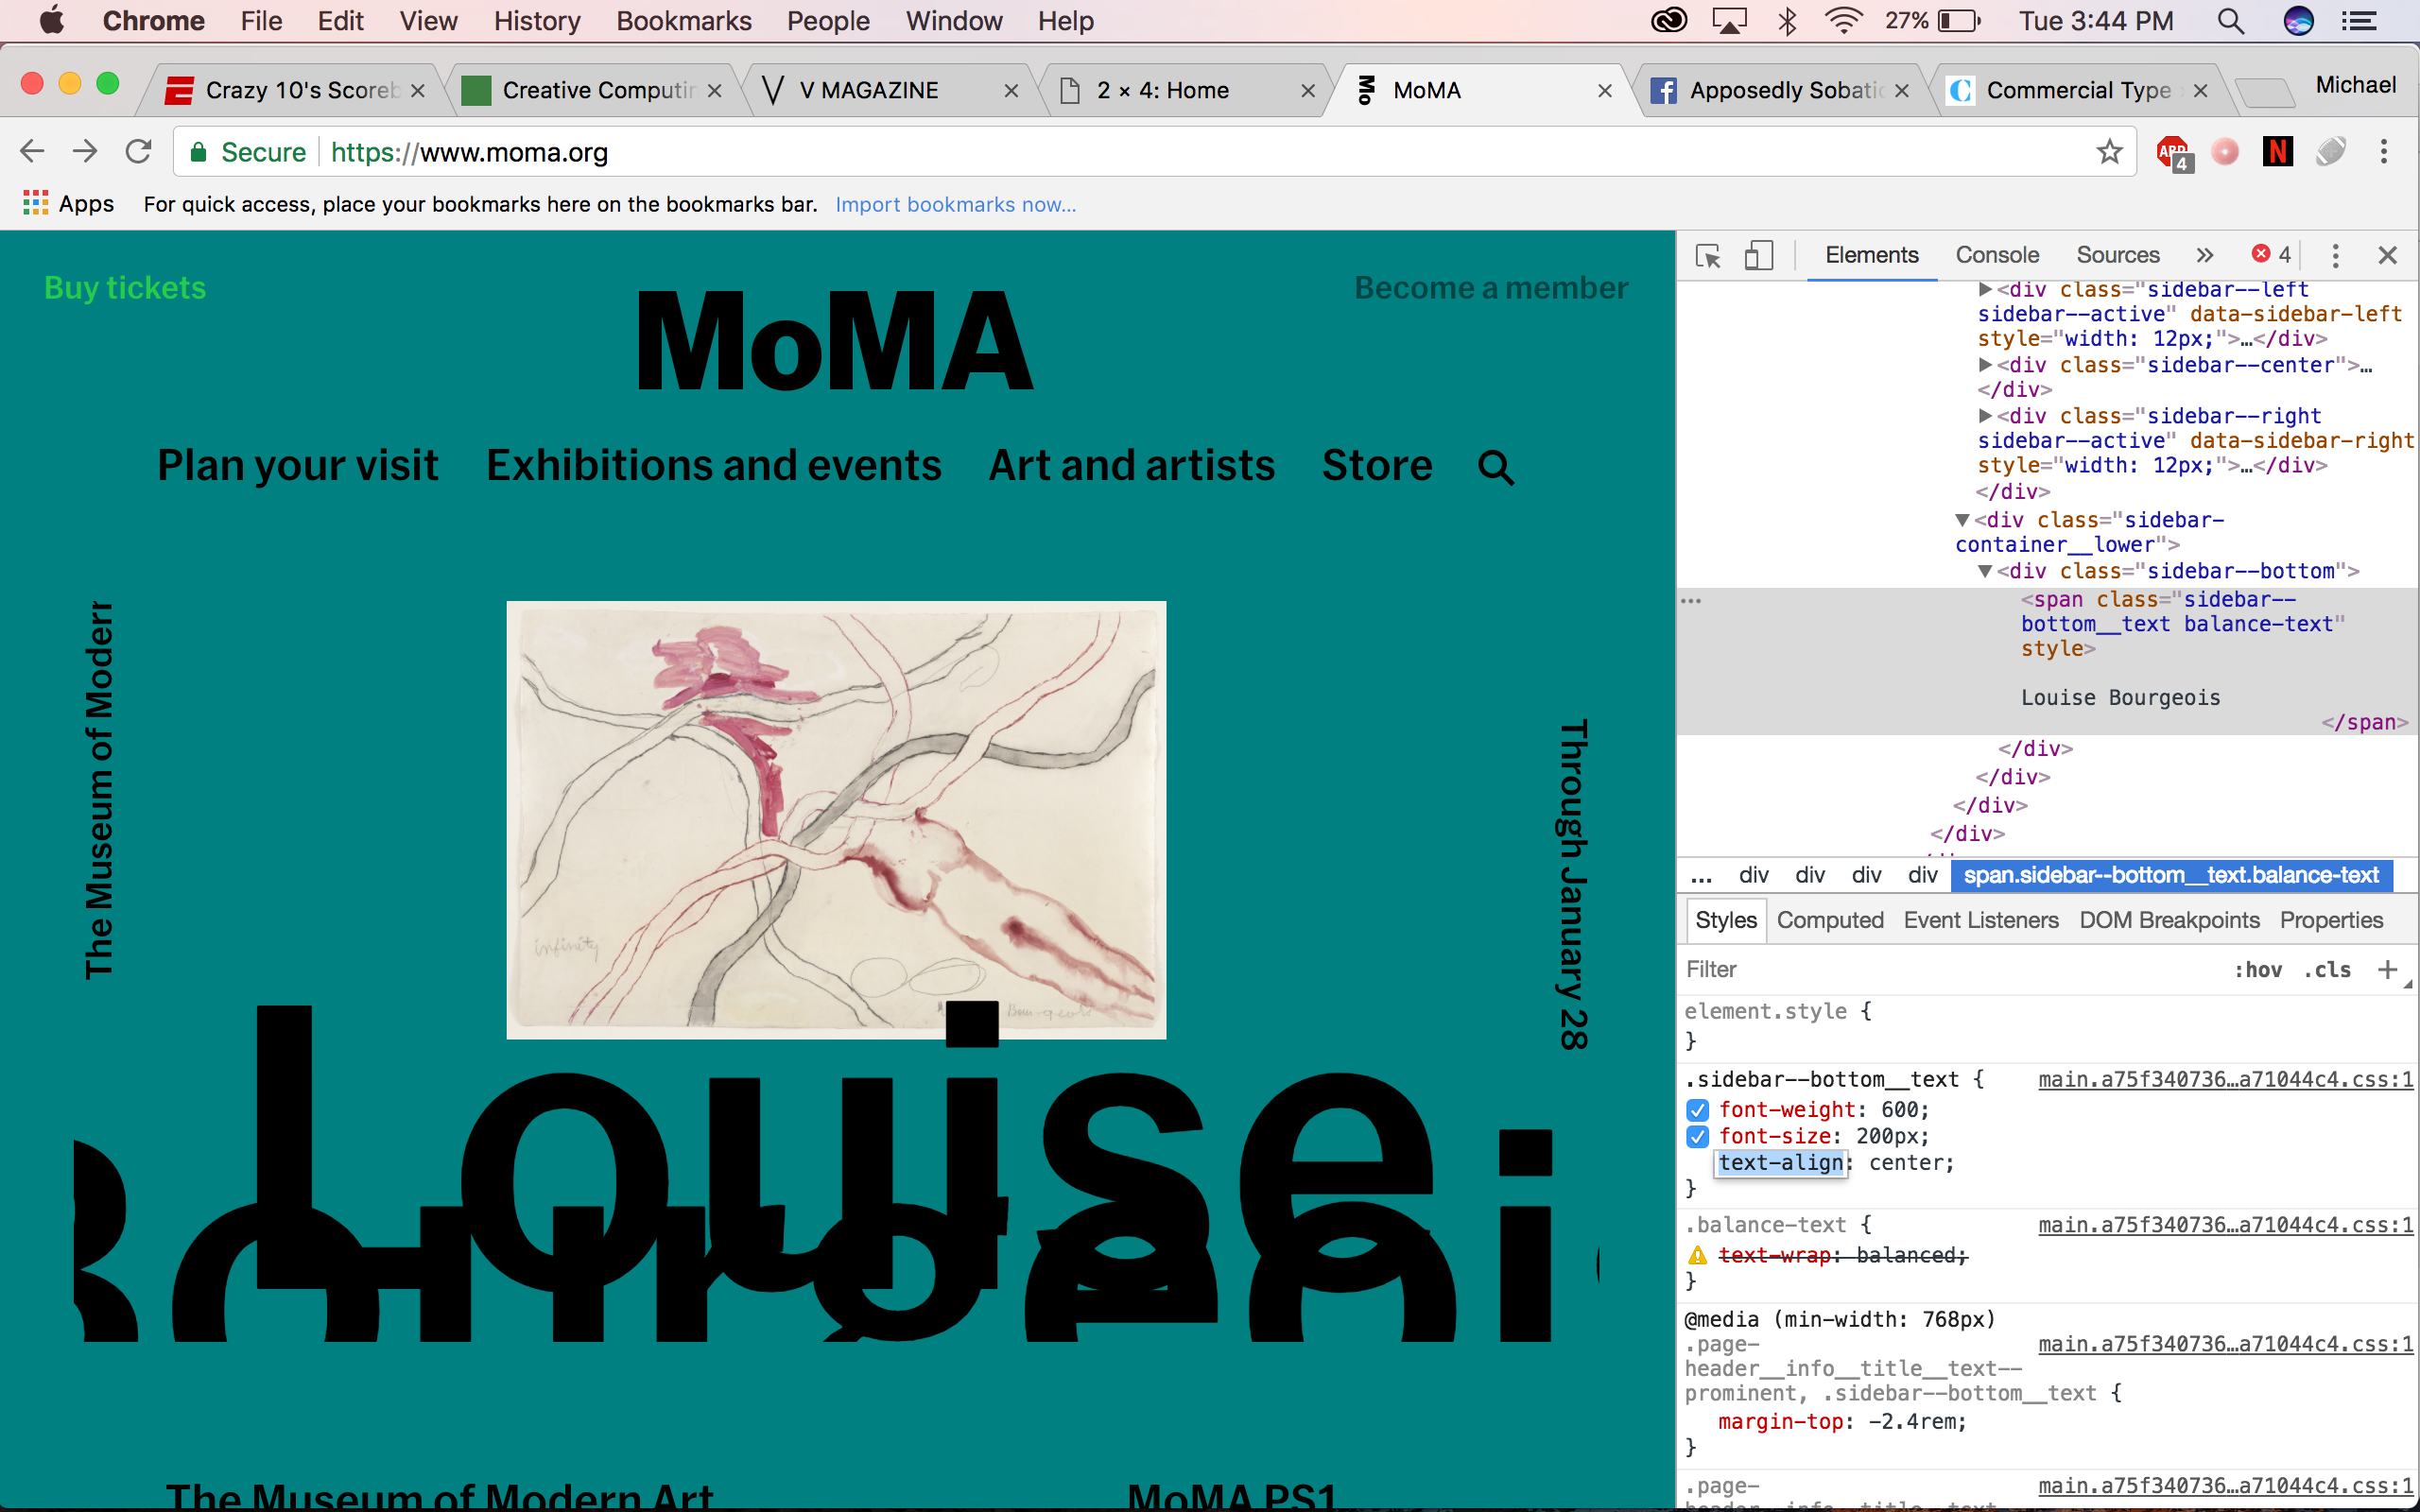 Chrome File Edit View History Bookmarks People Window Help 27% Tue 3:44 PM
Crazy 10's Scoreb Creative Computin V MAGAZINE 2 × 4: Home MoMA Apposedly Sobatic Commercial Type Michael
Secure https://www.moma.org ABP 4 N
Apps For quick access, place your bookmarks here on the bookmarks bar. Import bookmarks now...
Buy tickets
MoMA
Become a member
Plan your visit Exhibitions and events Art and artists Store
The Museum of Modern
infinity
Through January 28
Louise
Bourgeois
The Museum of Modern Art MoMA PS1
Elements Console Sources » 4
<div class="sidebar--left
sidebar--active" data-sidebar-left
style="width: 12px;">…</div>
<div class="sidebar--center">…
</div>
<div class="sidebar--right
sidebar--active" data-sidebar-right
style="width: 12px;">…</div>
</div>
<div class="sidebar-
container__lower">
<div class="sidebar--bottom">
<span class="sidebar--
bottom__text balance-text"
style>
Louise Bourgeois
</span>
</div>
</div>
</div>
</div>
... div div div div span.sidebar--bottom__text.balance-text
Styles Computed Event Listeners DOM Breakpoints Properties
Filter :hov .cls +
element.style {
}
.sidebar--bottom__text { main.a75f340736…a71044c4.css:1
font-weight: 600;
font-size: 200px;
text-align: center;
}
.balance-text { main.a75f340736…a71044c4.css:1
text-wrap: balanced;
}
@media (min-width: 768px)
.page- main.a75f340736…a71044c4.css:1
header__info__title__text--
prominent, .sidebar--bottom__text {
margin-top: -2.4rem;
}
.page- main.a75f340736…a71044c4.css:1
header__info__title__text--